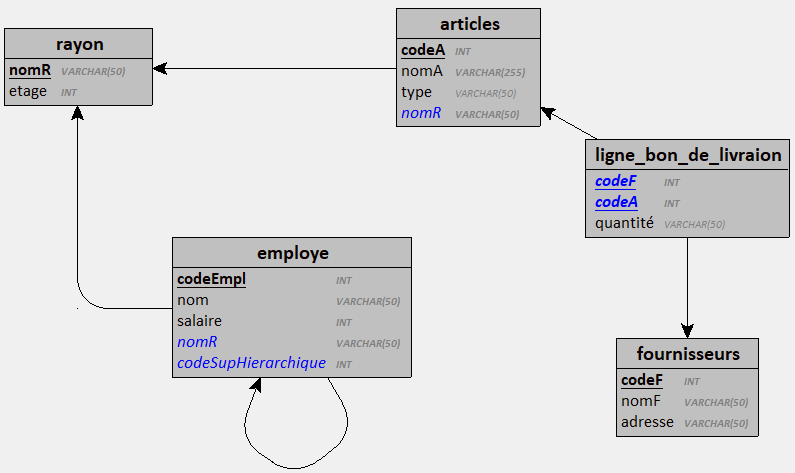 rayon
nomR VARCHAR(50)
etage INT
articles
codeA INT
nomA VARCHAR(255)
type VARCHAR(50)
nomR VARCHAR(50)
ligne_bon_de_livraion
codeF INT
codeA INT
quantité VARCHAR(50)
employe
codeEmpl INT
nom VARCHAR(50)
salaire INT
nomR VARCHAR(50)
codeSupHierarchique INT
fournisseurs
codeF INT
nomF VARCHAR(50)
adresse VARCHAR(50)